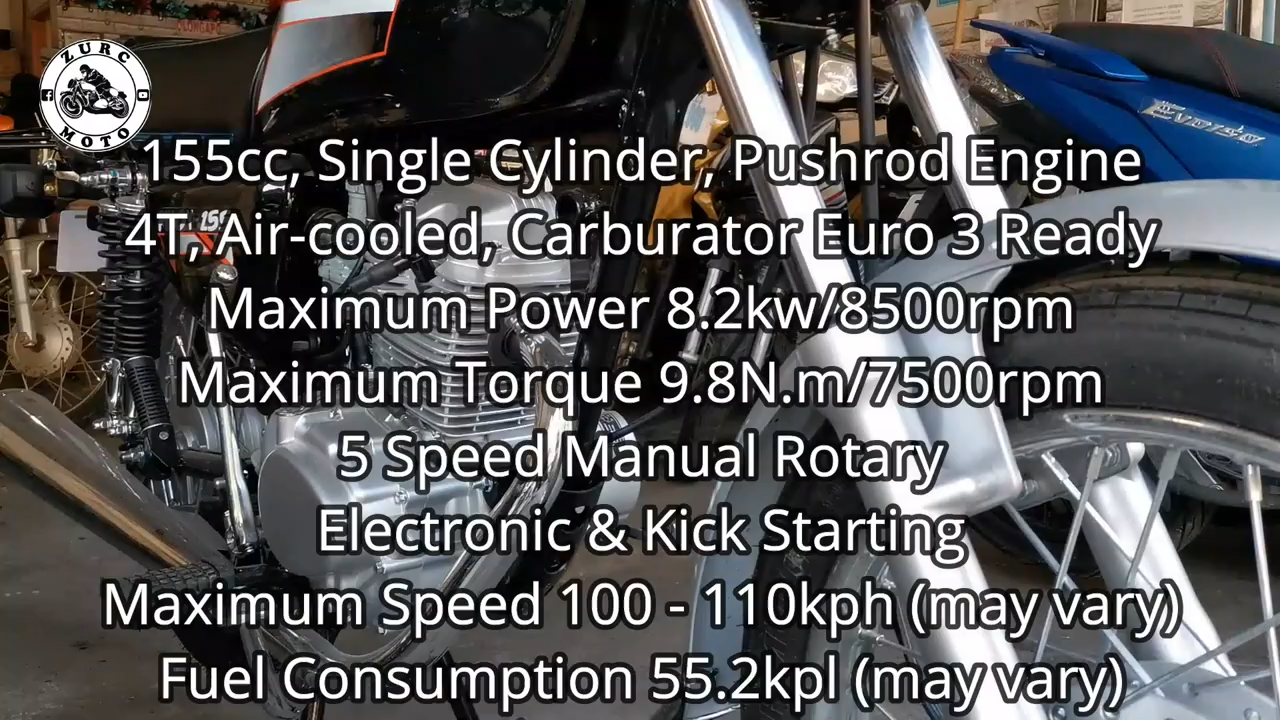 ZURC
MOTO
Evorso
155cc, Single Cylinder, Pushrod Engine
4T, Air-cooled, Carburator Euro 3 Ready
Maximum Power 8.2kw/8500rpm
Maximum Torque 9.8N.m/7500rpm
5 Speed Manual Rotary
Electronic & Kick Starting
Maximum Speed 100 - 110kph (may vary)
Fuel Consumption 55.2kpl (may vary)